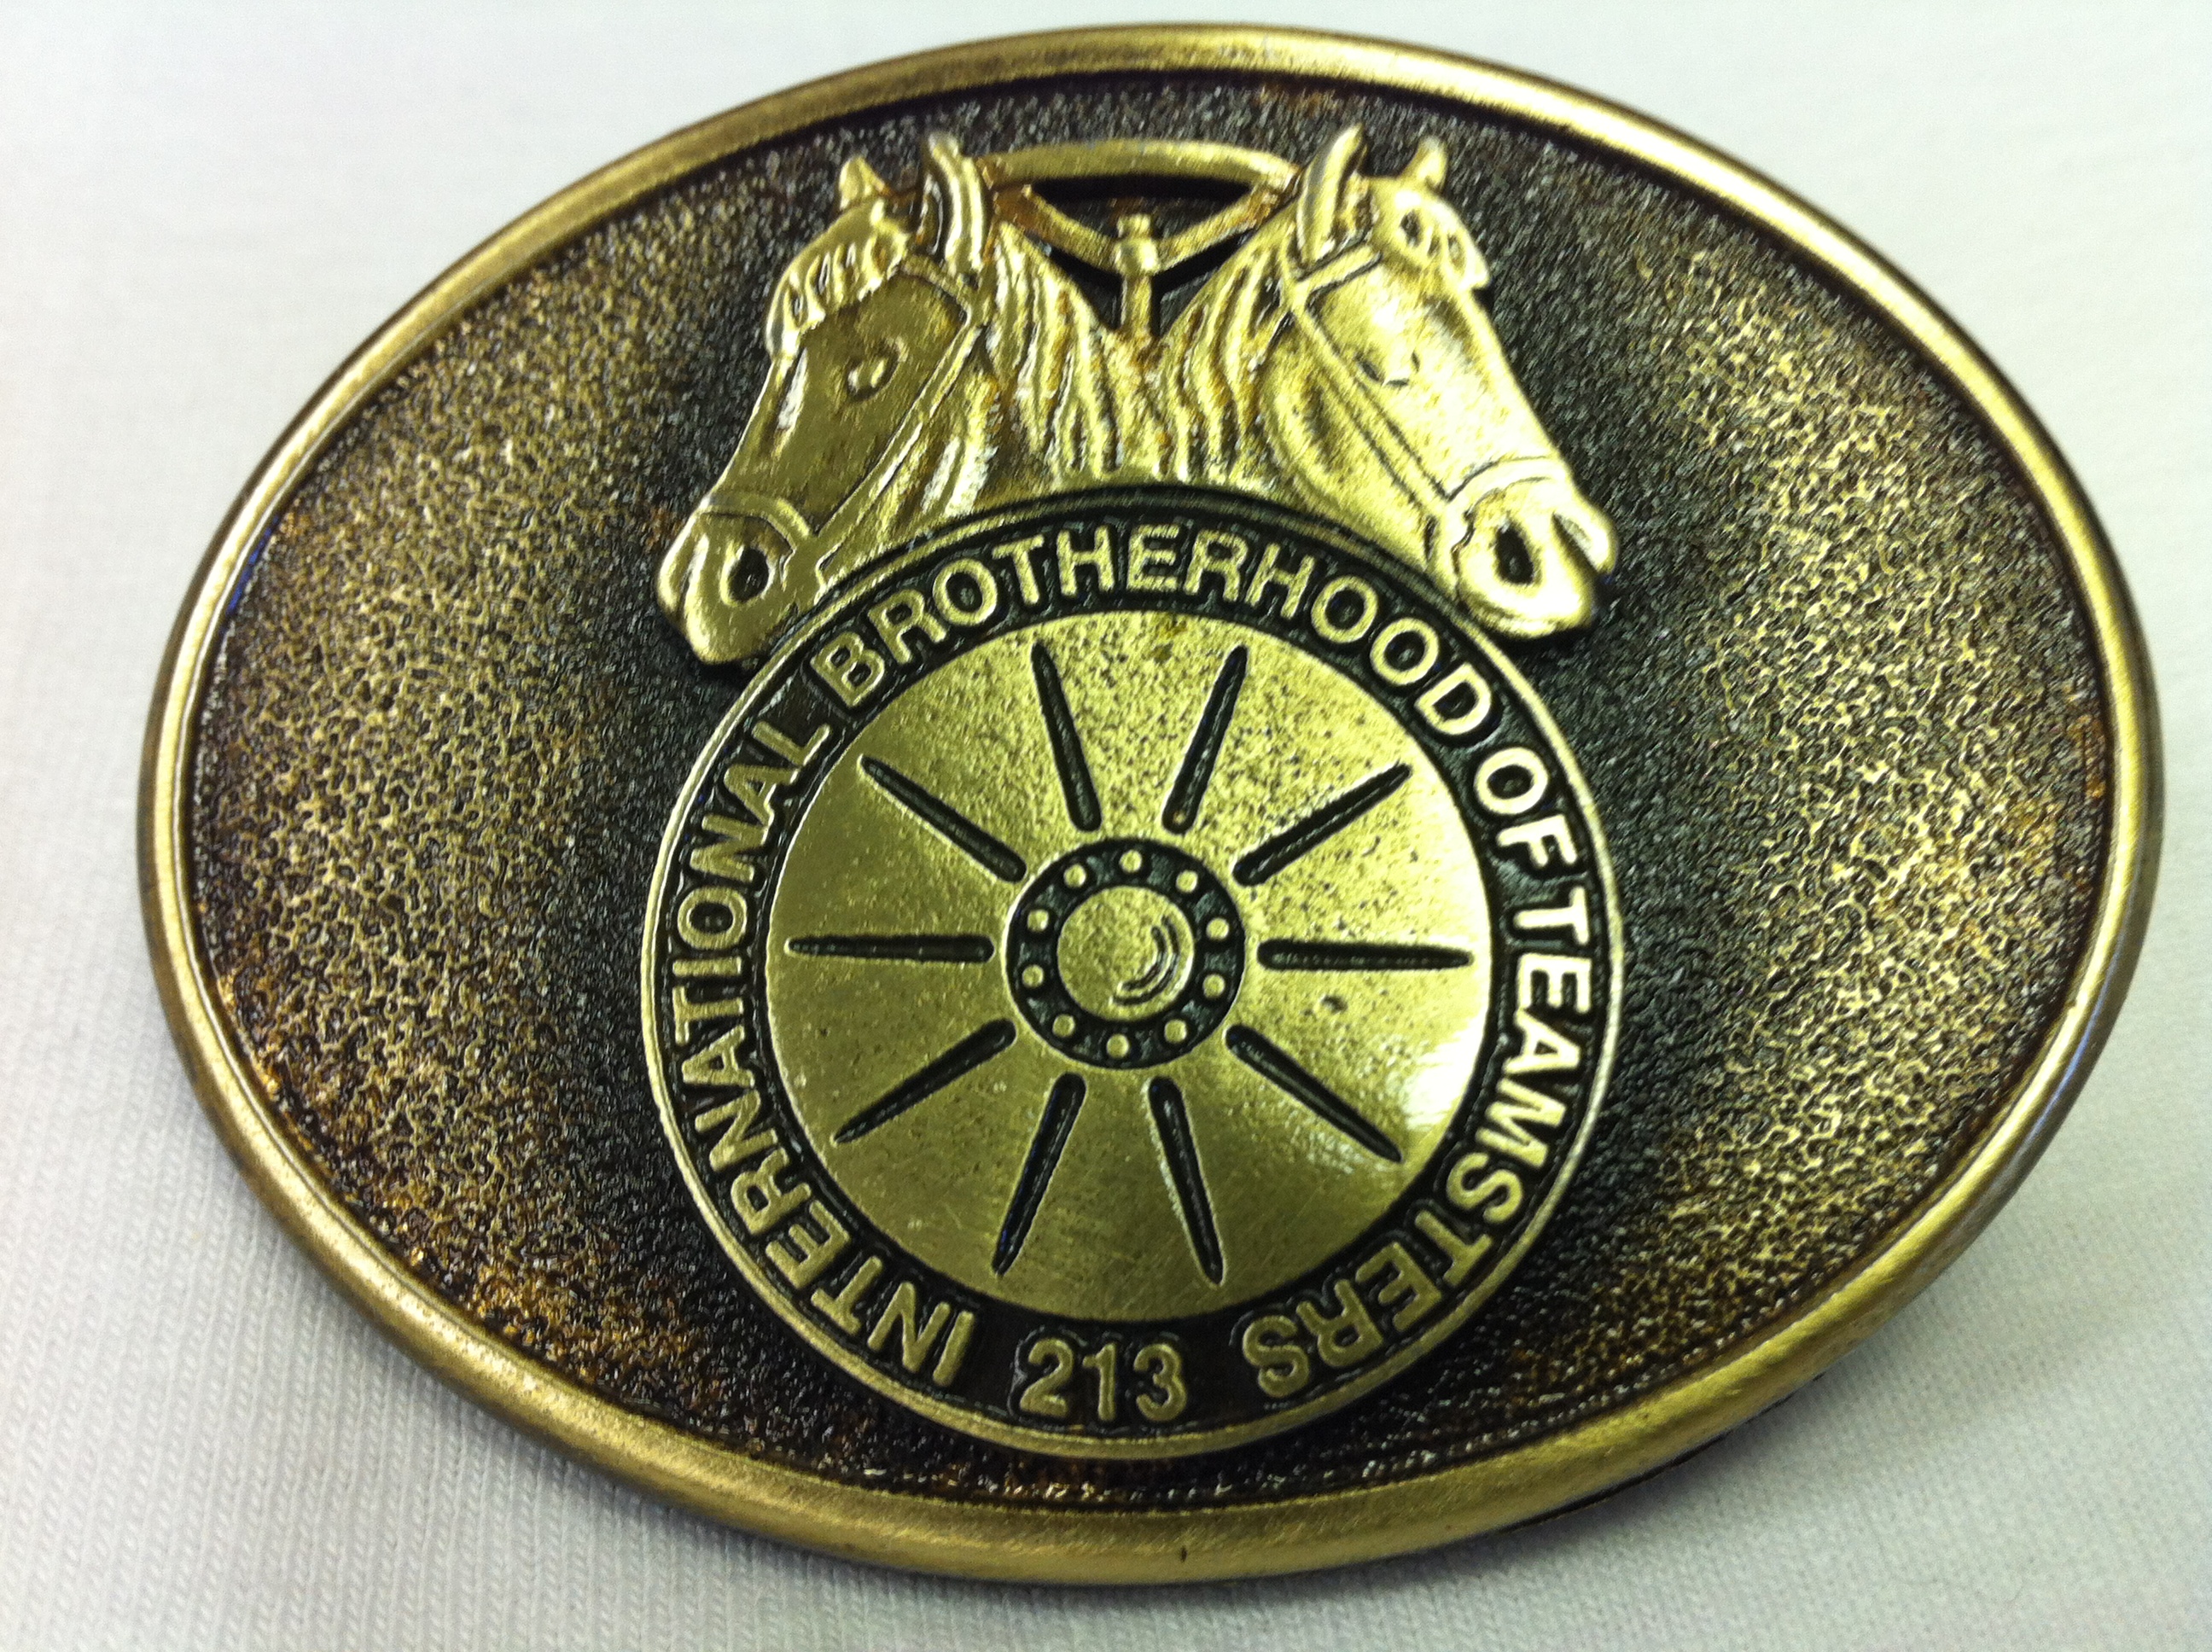 INTERNATIONAL BROTHERHOOD OF TEAMSTERS
213